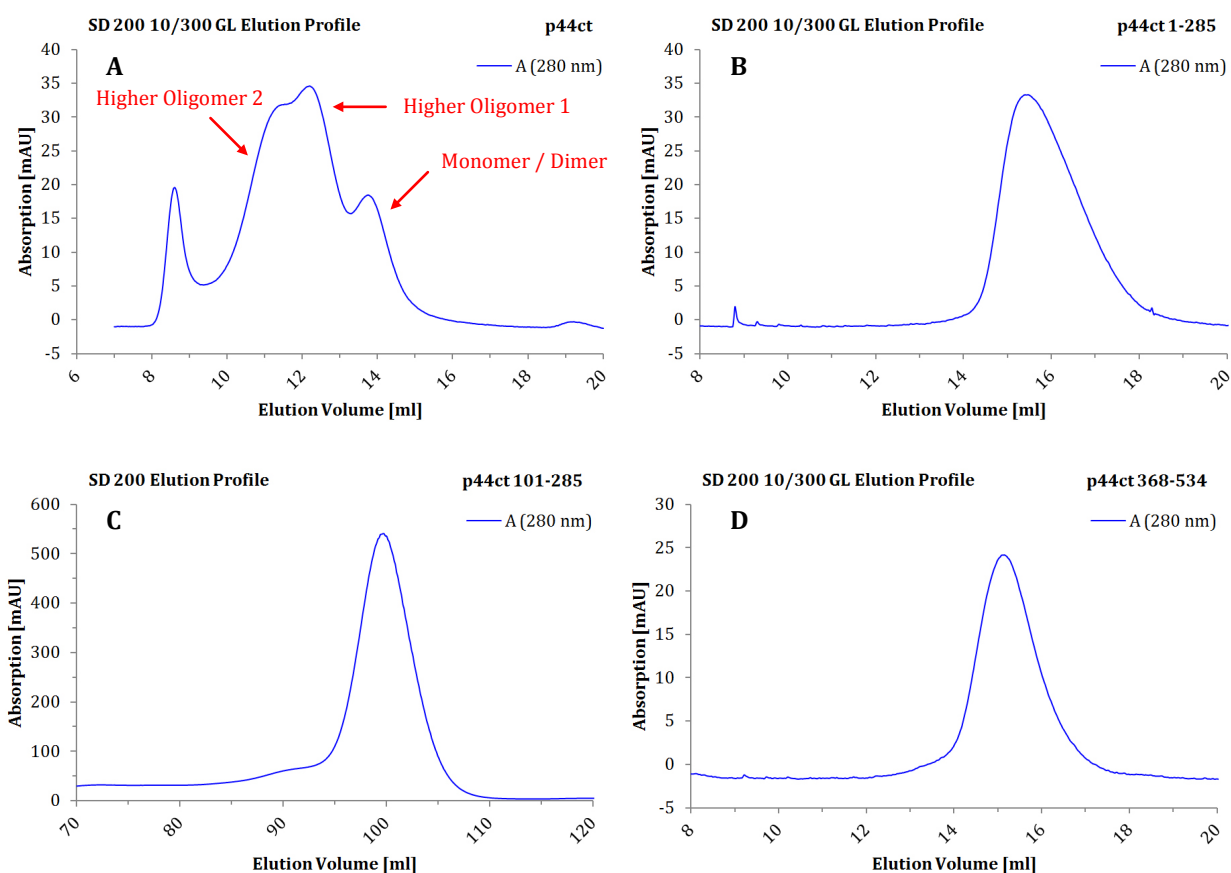 SD 200 10/300 GL Elution Profile p44ct
A
A (280 nm)
Higher Oligomer 2
Higher Oligomer 1
Monomer / Dimer
40
35
30
25
20
15
10
5
0
-5
Absorption [mAU]
6 8 10 12 14 16 18 20
Elution Volume [ml]
SD 200 10/300 GL Elution Profile p44ct 1-285
B
A (280 nm)
40
35
30
25
20
15
10
5
0
-5
Absorption [mAU]
8 10 12 14 16 18 20
Elution Volume [ml]
SD 200 Elution Profile p44ct 101-285
C
A (280 nm)
600
500
400
300
200
100
0
Absorption [mAU]
70 80 90 100 110 120
Elution Volume [ml]
SD 200 10/300 GL Elution Profile p44ct 368-534
D
A (280 nm)
30
25
20
15
10
5
0
-5
Absorption [mAU]
8 10 12 14 16 18 20
Elution Volume [ml]